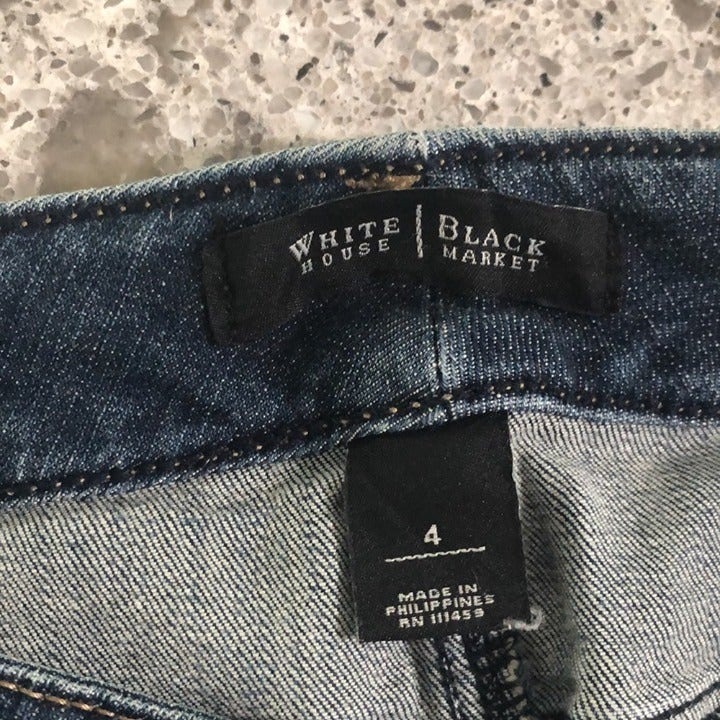 WHITE | BLACK
HOUSE MARKET
4
MADE IN
PHILIPPINES
RN 111459